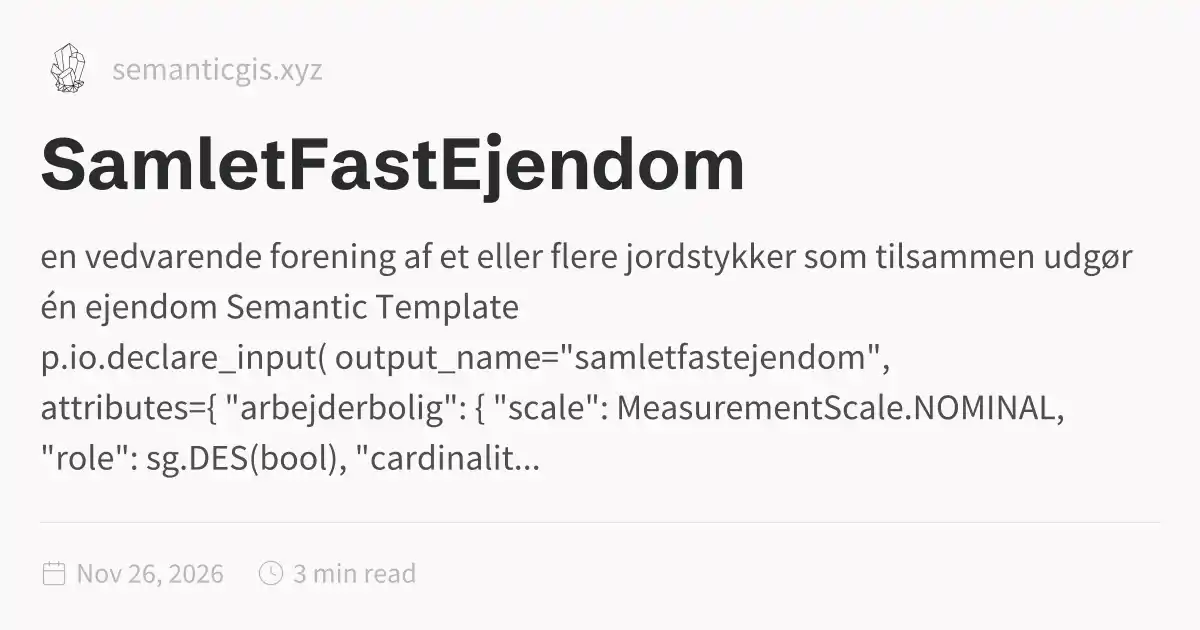 semanticgis.xyz
SamletFastEjendom
en vedvarende forening af et eller flere jordstykker som tilsammen udgør
én ejendom Semantic Template
p.io.declare_input( output_name="samletfastejendom",
attributes={ "arbejderbolig": { "scale": MeasurementScale.NOMINAL,
"role": sg.DES(bool), "cardinalit...
Nov 26, 2026 3 min read